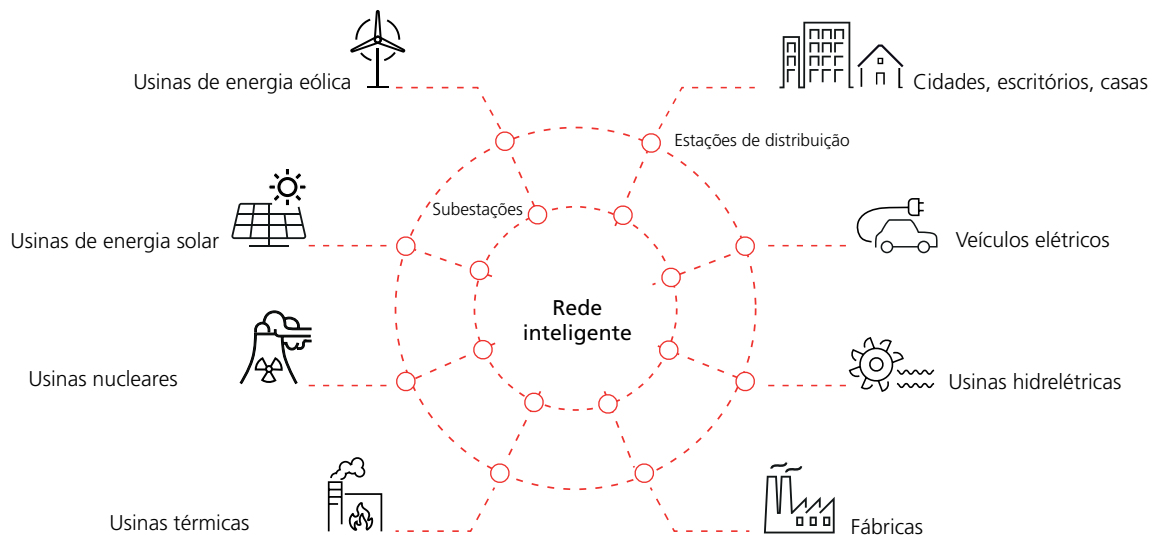 Usinas de energia eólica
Cidades, escritórios, casas
Estações de distribuição
Subestações
Usinas de energia solar
Veículos elétricos
Rede
inteligente
Usinas nucleares
Usinas hidrelétricas
Usinas térmicas
Fábricas